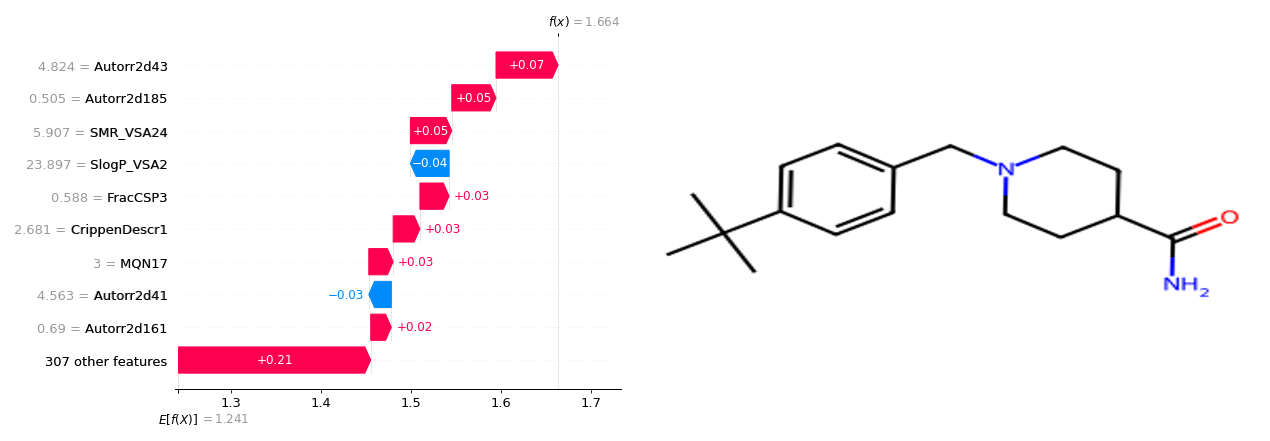 f(x) = 1.664
4.824 = Autorr2d43 +0.07
0.505 = Autorr2d185 +0.05
5.907 = SMR_VSA24 +0.05
23.897 = SlogP_VSA2 −0.04
0.588 = FracCSP3 +0.03
2.681 = CrippenDescr1 +0.03
3 = MQN17 +0.03
4.563 = Autorr2d41 −0.03
0.69 = Autorr2d161 +0.02
307 other features +0.21
1.3 1.4 1.5 1.6 1.7
E[f(X)] = 1.241
N
O
NH2